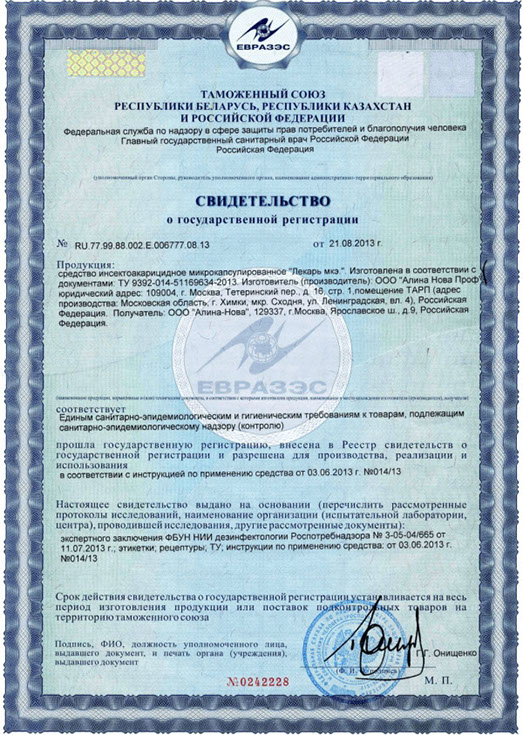 ЕВРАЗЭС
ТАМОЖЕННЫЙ СОЮЗ
РЕСПУБЛИКИ БЕЛАРУСЬ, РЕСПУБЛИКИ КАЗАХСТАН
И РОССИЙСКОЙ ФЕДЕРАЦИИ
Федеральная служба по надзору в сфере защиты прав потребителей и благополучия человека
Главный государственный санитарный врач Российской Федерации
Российская Федерация
(уполномоченный орган Стороны, руководитель уполномоченного органа, наименование административно-территориального образования)
СВИДЕТЕЛЬСТВО
о государственной регистрации
№ RU.77.99.88.002.Е.006777.08.13 от 21.08.2013 г.
Продукция:
средство инсектоакарицидное микрокапсулированное "Лекарь мкэ.". Изготовлена в соответствии с
документами: ТУ 9392-014-51169634-2013. Изготовитель (производитель): ООО "Алина Нова Проф"
юридический адрес: 109004, г. Москва, Тетеринский пер., д. 16, стр. 1,помещение ТАРП (адрес
производства: Московская область, г. Химки, мкр. Сходня, ул. Ленинградская, вл. 4), Российская
Федерация. Получатель: ООО "Алина-Нова", 129337, г.Москва, Ярославское ш., д.9, Российская
Федерация.
ЕВРАЗЭС
соответствует
Единым санитарно-эпидемиологическим и гигиеническим требованиям к товарам, подлежащим
санитарно-эпидемиологическому надзору (контролю)
прошла государственную регистрацию, внесена в Реестр свидетельств о
государственной регистрации и разрешена для производства, реализации и
использования
в соответствии с инструкцией по применению средства от 03.06.2013 г. №014/13
Настоящее свидетельство выдано на основании (перечислить рассмотренные
протоколы исследований, наименование организации (испытательной лаборатории,
центра), проводившей исследования, другие рассмотренные документы):
экспертного заключения ФБУН НИИ дезинфектологии Роспотребнадзора № 3-05-04/665 от
11.07.2013 г.; этикетки; рецептуры; ТУ; инструкции по применению средства: от 03.06.2013 г.
№014/13
Срок действия свидетельства о государственной регистрации устанавливается на весь
период изготовления продукции или поставок подконтрольных товаров на
территорию таможенного союза
Подпись, ФИО, должность уполномоченного лица,
выдавшего документ, и печать органа (учреждения),
выдавшего документ
Г.Г. Онищенко
М. П.
№0242228